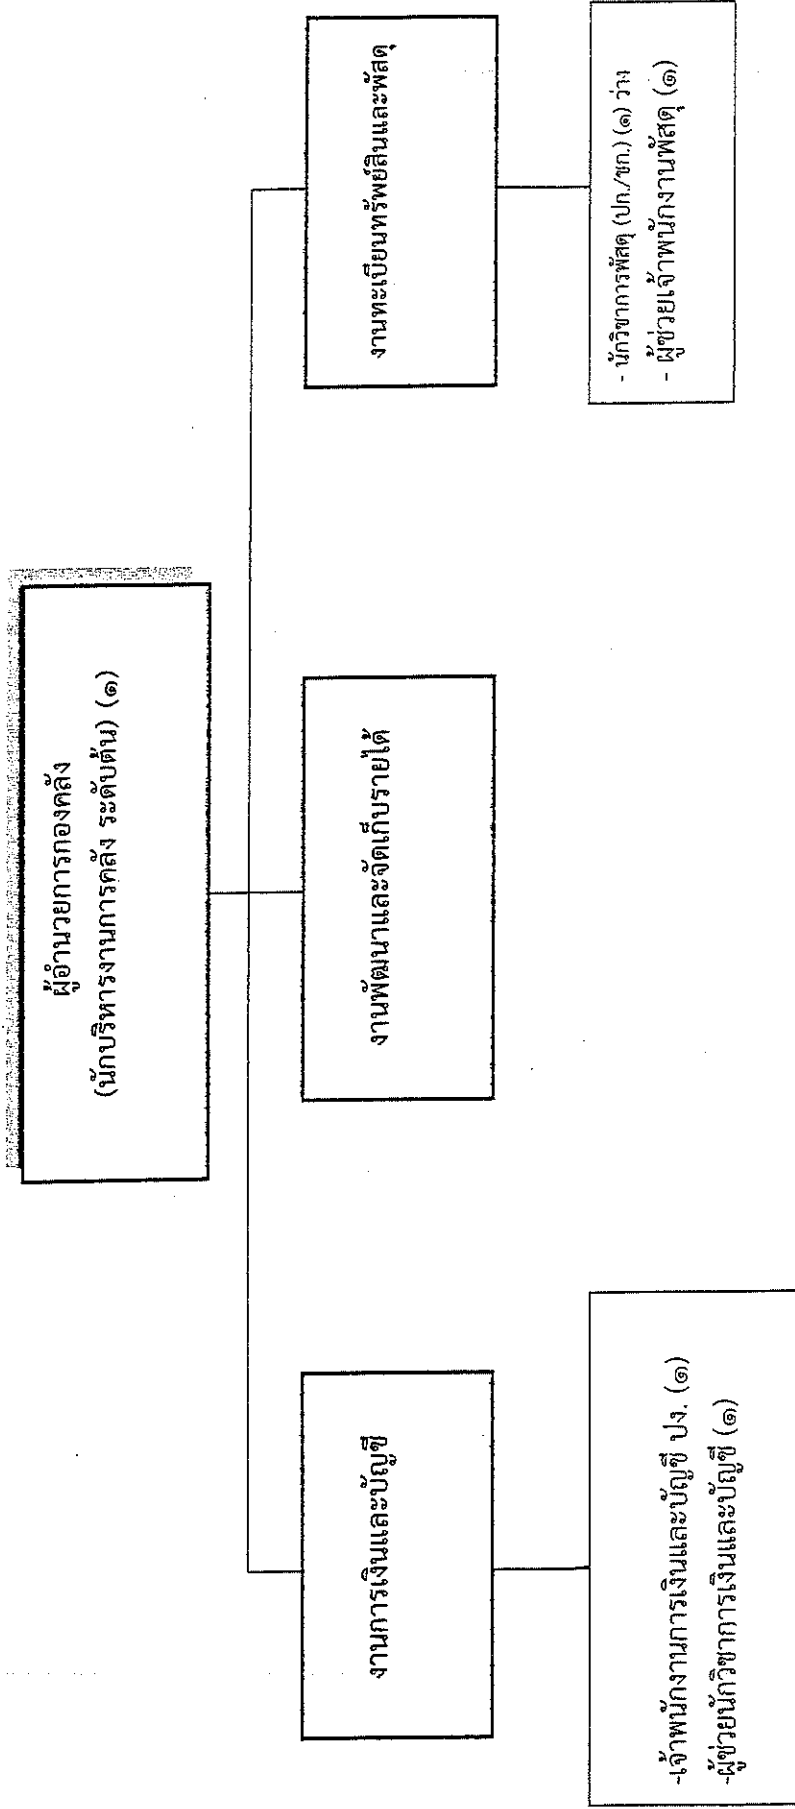 ผู้อำนวยการกองคลัง
(นักบริหารงานการคลัง ระดับต้น) (๑)
งานการเงินและบัญชี
งานพัฒนาและจัดเก็บรายได้
งานทะเบียนทรัพย์สินและพัสดุ
-เจ้าพนักงานการเงินและบัญชี ปง. (๑)
-ผู้ช่วยนักวิชาการเงินและบัญชี (๑)
- นักวิชาการพัสดุ (ปก./ชก.) (๑) ว่าง
- ผู้ช่วยเจ้าพนักงานพัสดุ (๑)